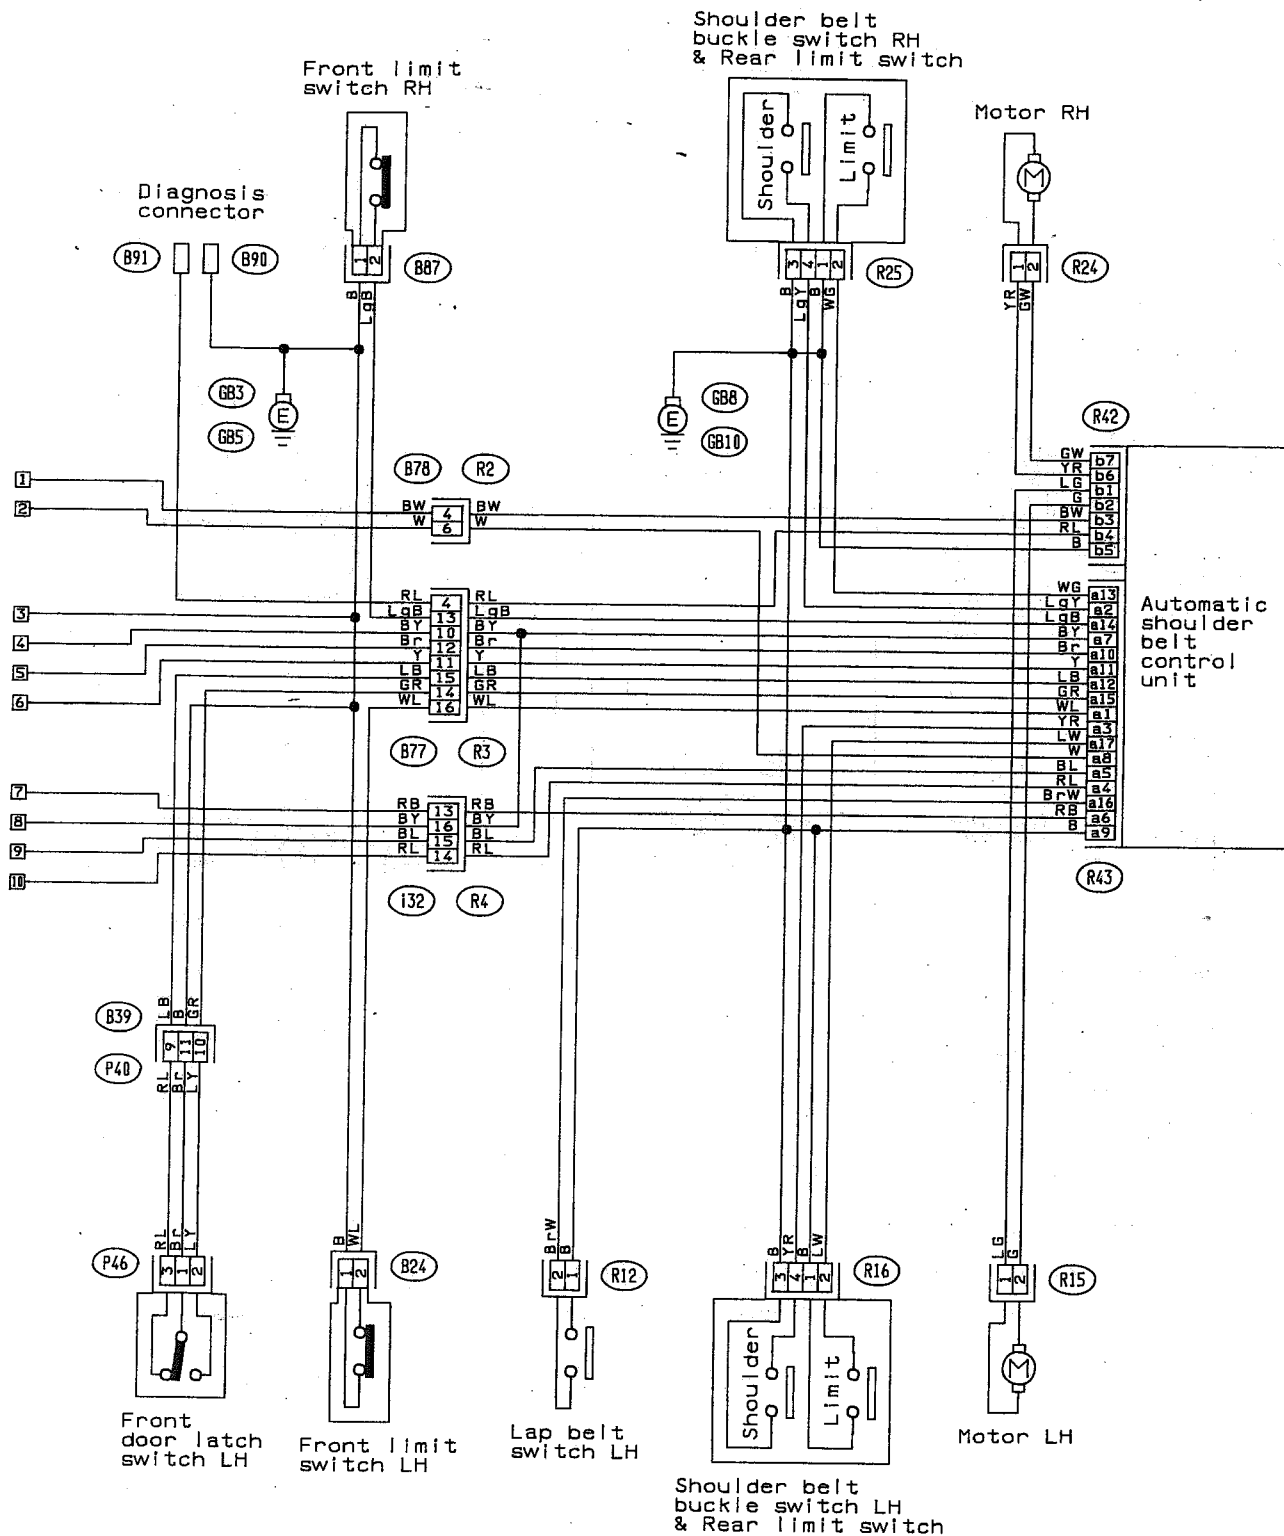 Shoulder belt
buckle switch RH
& Rear limit switch
Front limit
switch RH
Motor RH
Shoulder
Limit
M
Diagnosis
connector
B91
B90
1 2
B87
3 4 1 2
R25
1 2
R24
B
LgB
B
LgY
B
WG
YR
GW
GB3
E
GB5
GB8
E
GB10
R42
B78
R2
1
2
BW 4 BW
W 6 W
GW b7
YR b6
LG b1
G b2
BW b3
RL b4
B b5
3
4
5
6
RL 4 RL
LgB 13 LgB
BY 10 BY
Br 12 Br
Y 11 Y
LB 15 LB
GR 14 GR
WL 16 WL
B77
R3
WG a13
LgY a2
LgB a14
BY a7
Br a10
Y a11
LB a12
GR a15
WL a1
YR a3
LW a17
W a8
BL a5
RL a4
BrW a16
RB a6
B a9
Automatic
shoulder
belt
control
unit
7
8
9
10
RB 13 RB
BY 16 BY
BL 15 BL
RL 14 RL
i32
R4
R43
LB
B
GR
B39
9 11 10
P40
RL
Br
LY
RL
Br
LY
B
WL
BrW
B
B
YR
B
LW
LG
G
P46
3 1 2
1 2
B24
2 1
R12
3 4 1 2
R16
1 2
R15
Shoulder
Limit
M
Front
door latch
switch LH
Front limit
switch LH
Lap belt
switch LH
Motor LH
Shoulder belt
buckle switch LH
& Rear limit switch